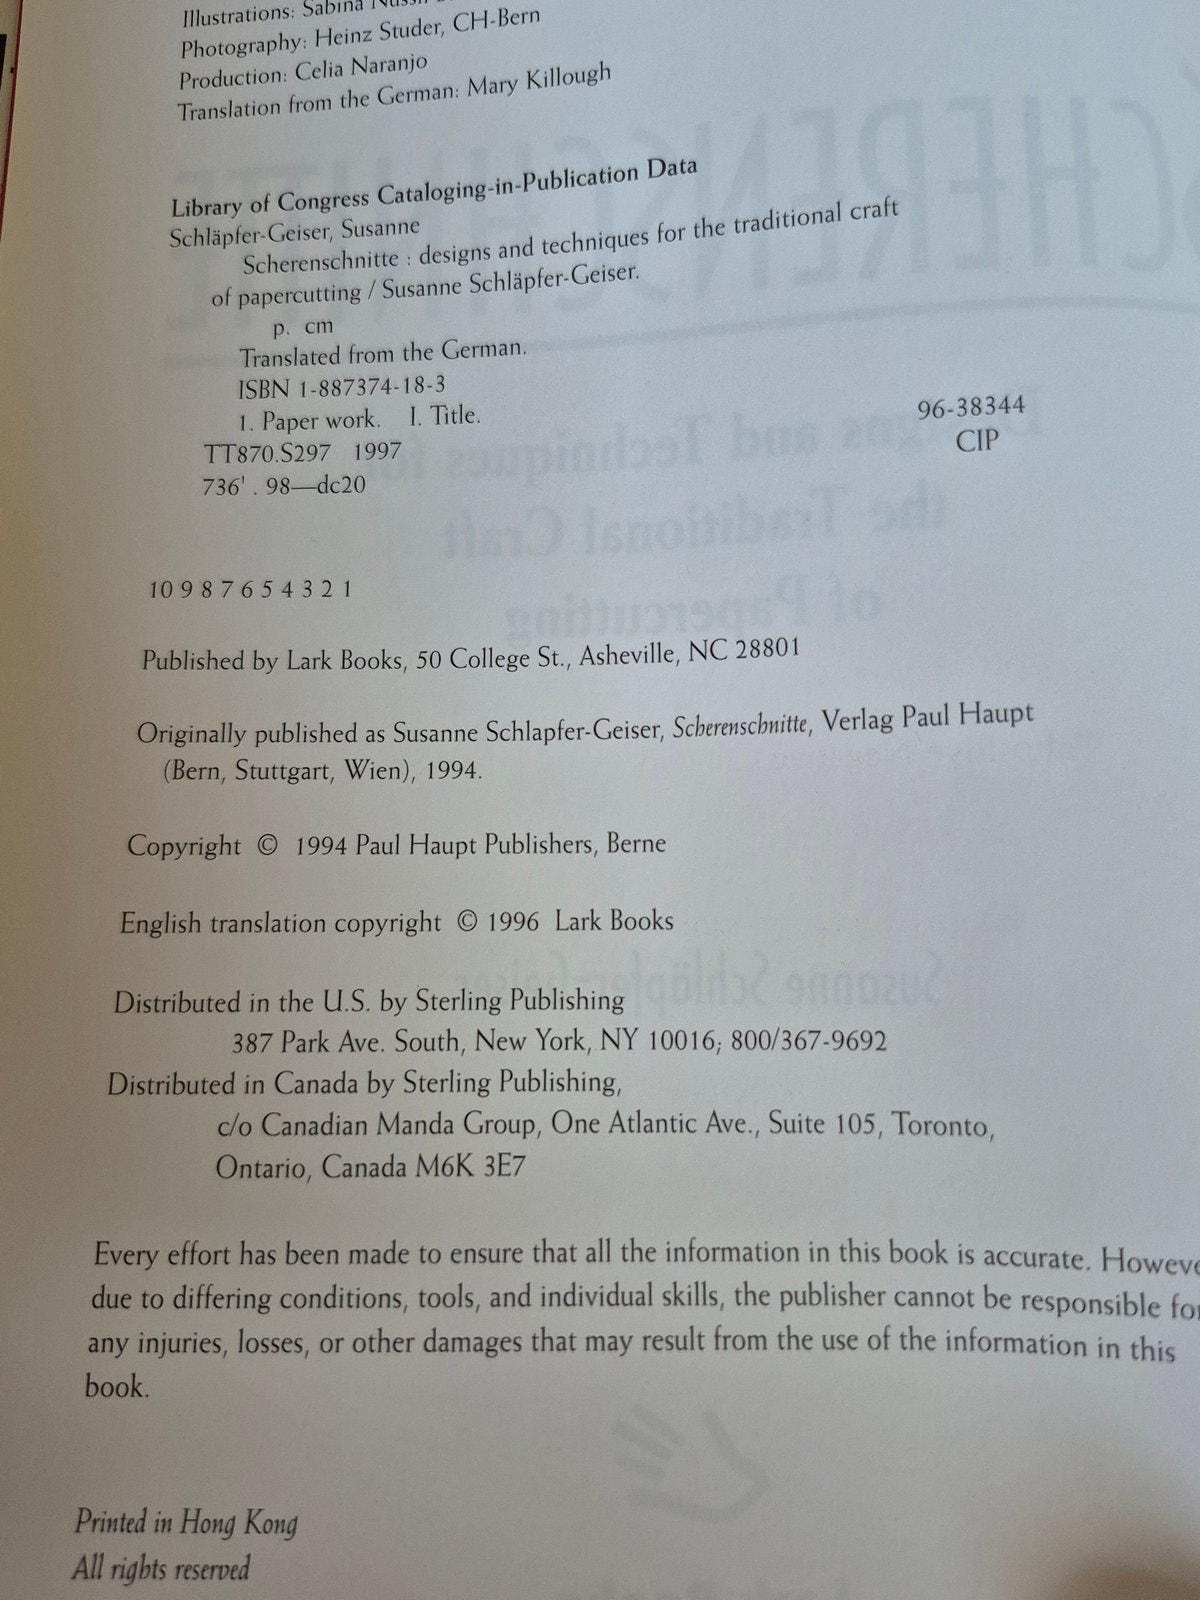 Illustrations: Sabina
Photography: Heinz Studer, CH-Bern
Production: Celia Naranjo
Translation from the German: Mary Killough
Library of Congress Cataloging-in-Publication Data
Schläpfer-Geiser, Susanne
Scherenschnitte : designs and techniques for the traditional craft
of papercutting / Susanne Schläpfer-Geiser.
p. cm
Translated from the German.
ISBN 1-887374-18-3
1. Paper work. I. Title.
TT870.S297 1997
96-38344
736' . 98—dc20
CIP
10 9 8 7 6 5 4 3 2 1
Published by Lark Books, 50 College St., Asheville, NC 28801
Originally published as Susanne Schlapfer-Geiser, Scherenschnitte, Verlag Paul Haupt
(Bern, Stuttgart, Wien), 1994.
Copyright © 1994 Paul Haupt Publishers, Berne
English translation copyright © 1996 Lark Books
Distributed in the U.S. by Sterling Publishing
387 Park Ave. South, New York, NY 10016; 800/367-9692
Distributed in Canada by Sterling Publishing,
c/o Canadian Manda Group, One Atlantic Ave., Suite 105, Toronto,
Ontario, Canada M6K 3E7
Every effort has been made to ensure that all the information in this book is accurate. Howeve
due to differing conditions, tools, and individual skills, the publisher cannot be responsible for
any injuries, losses, or other damages that may result from the use of the information in this
book.
Printed in Hong Kong
All rights reserved